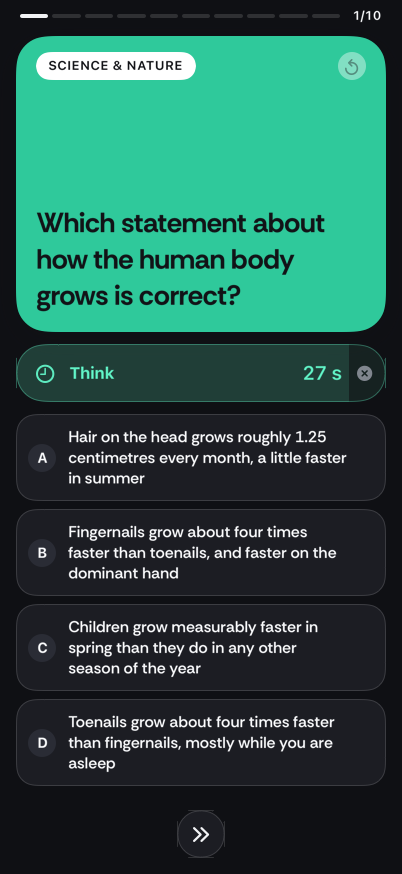 1/10
SCIENCE & NATURE
Which statement about
how the human body
grows is correct?
Think
27 s
A
Hair on the head grows roughly 1.25
centimetres every month, a little faster
in summer
B
Fingernails grow about four times
faster than toenails, and faster on the
dominant hand
C
Children grow measurably faster in
spring than they do in any other
season of the year
D
Toenails grow about four times faster
than fingernails, mostly while you are
asleep